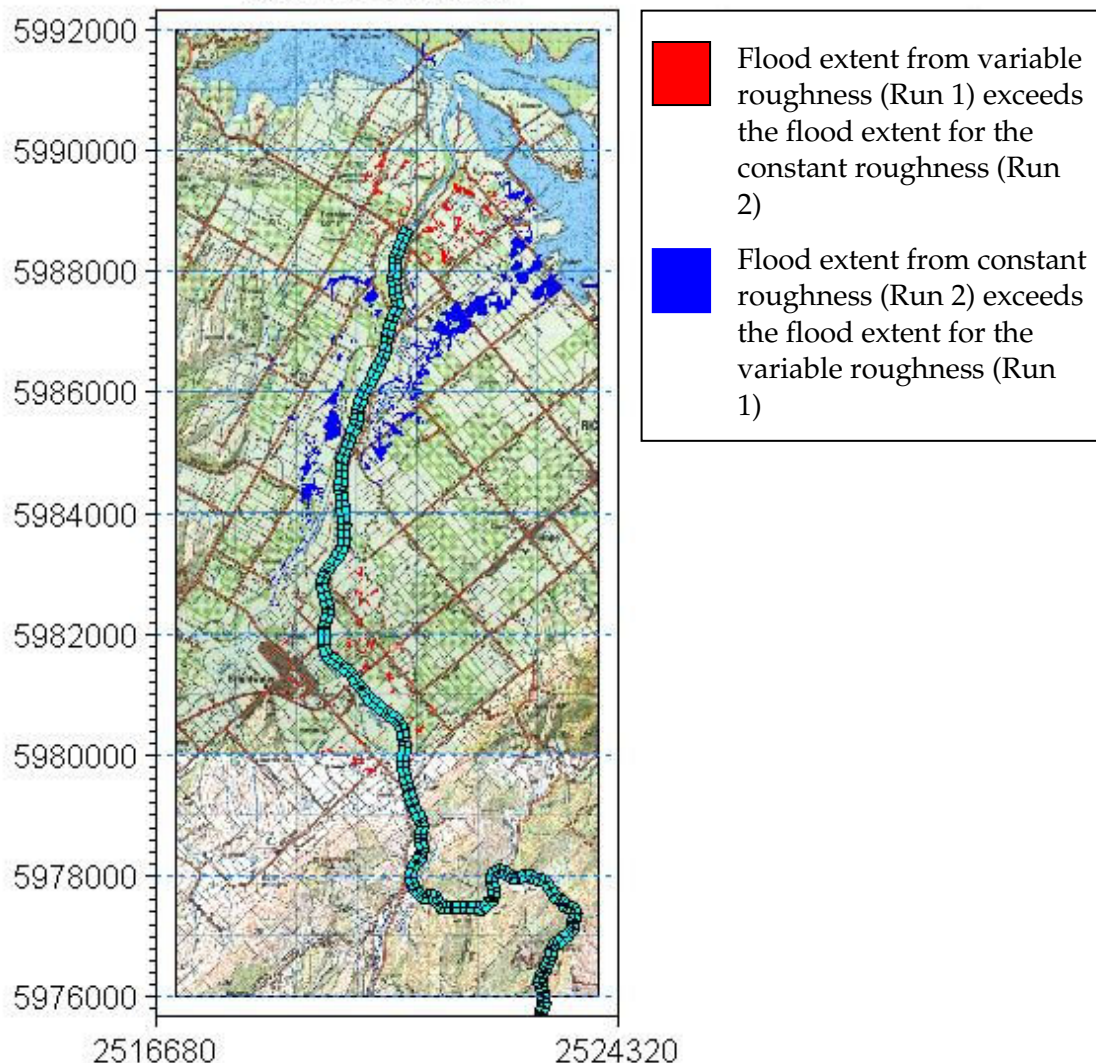 5992000
5990000
5988000
5986000
5984000
5982000
5980000
5978000
5976000
2516680
2524320
Flood extent from variable
roughness (Run 1) exceeds
the flood extent for the
constant roughness (Run
2)
Flood extent from constant
roughness (Run 2) exceeds
the flood extent for the
variable roughness (Run
1)